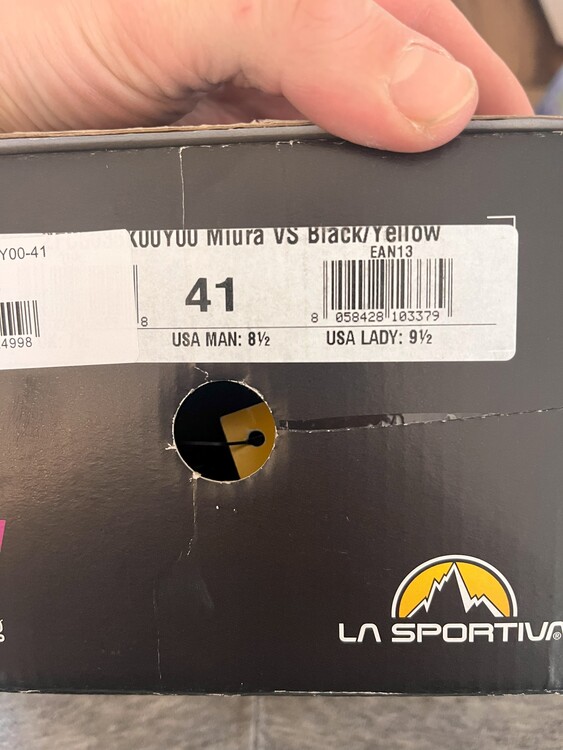 Miura VS Black/Yellow
Y00-41
EAN13
41
8
8 058428 103379
4998
USA MAN: 8½
USA LADY: 9½
LA SPORTIVA®